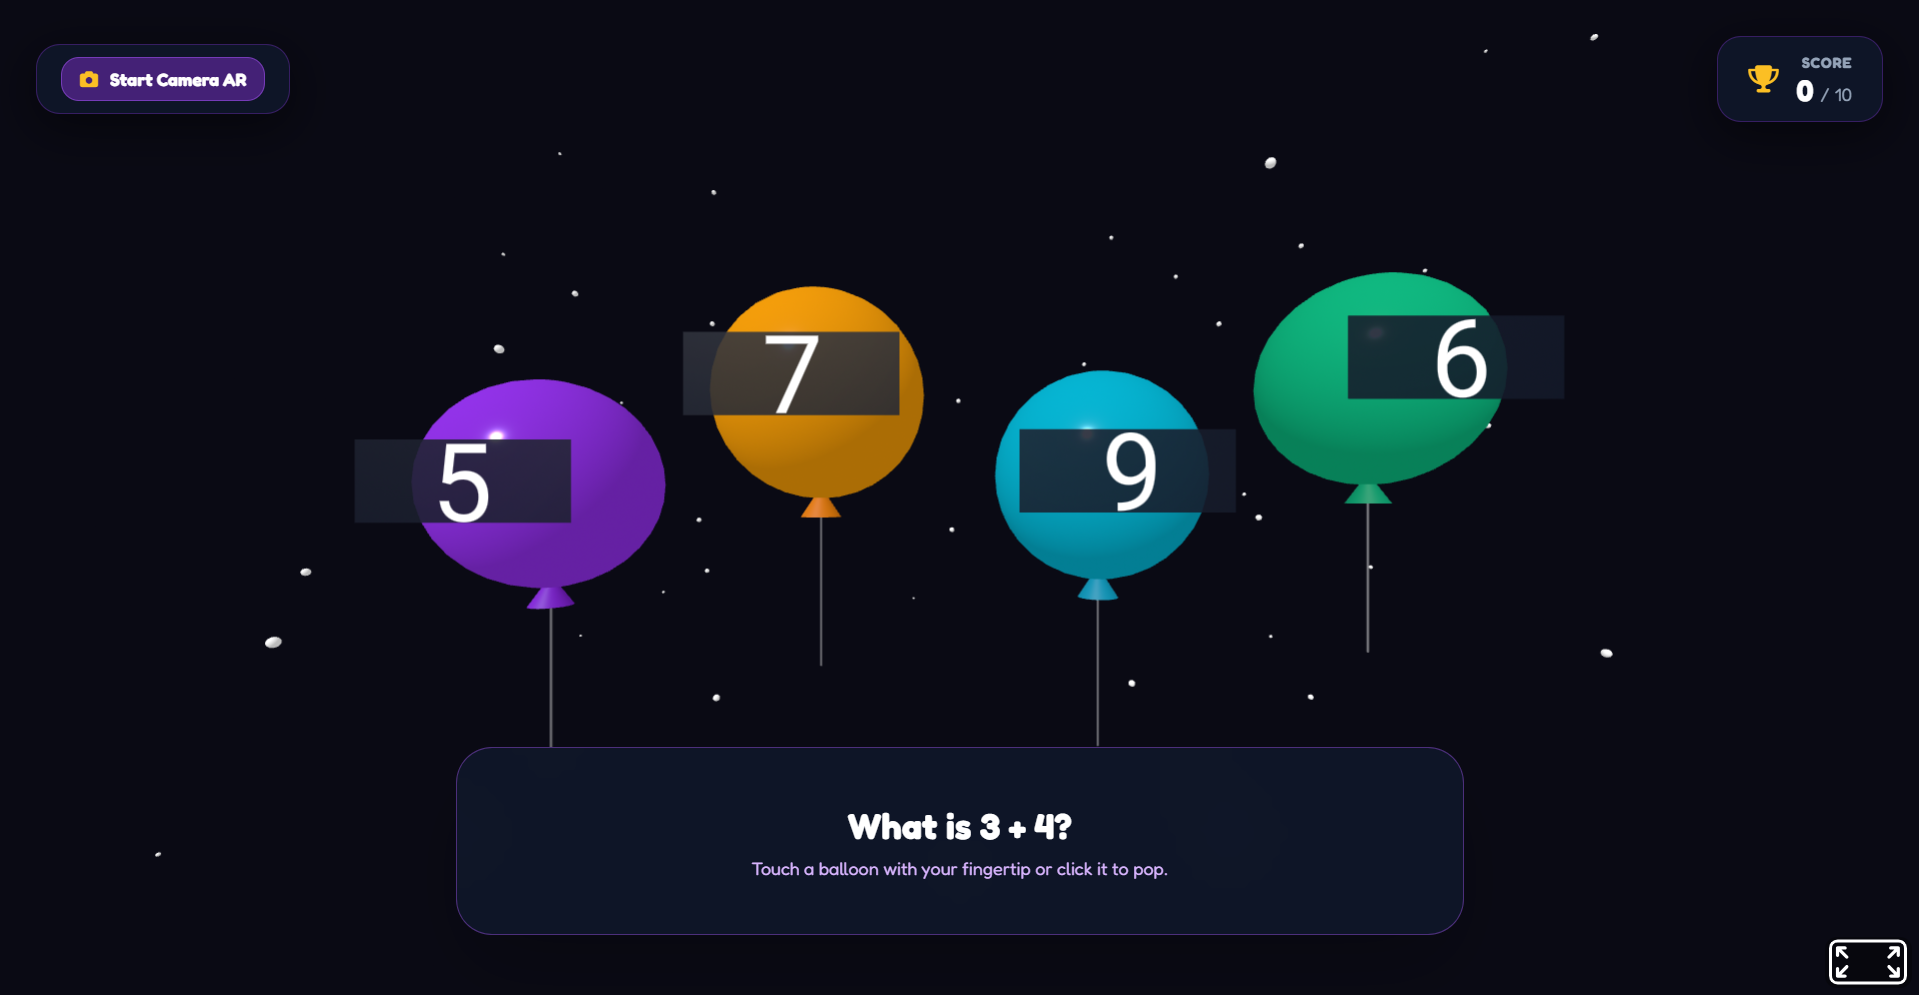 Start Camera AR
SCORE
0 / 10
5
7
9
6
What is 3 + 4?
Touch a balloon with your fingertip or click it to pop.